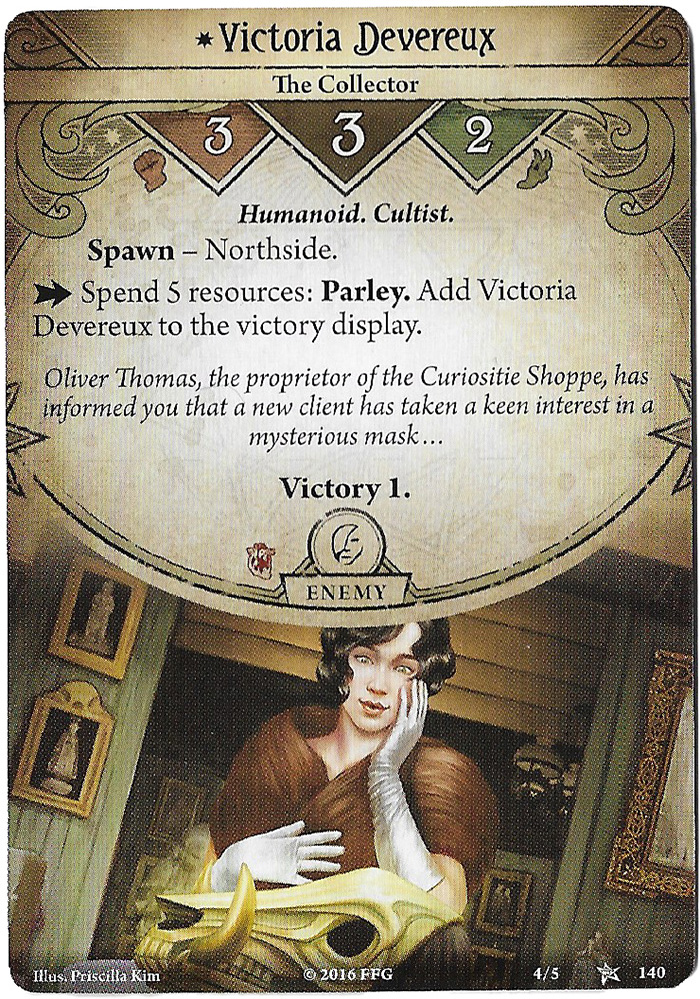 Victoria Devereux
The Collector
3 3 2
Humanoid. Cultist.
Spawn – Northside.
Spend 5 resources: Parley. Add Victoria
Devereux to the victory display.
Oliver Thomas, the proprietor of the Curiositie Shoppe, has
informed you that a new client has taken a keen interest in a
mysterious mask…
Victory 1.
ENEMY
Illus. Priscilla Kim © 2016 FFG 4/5 140